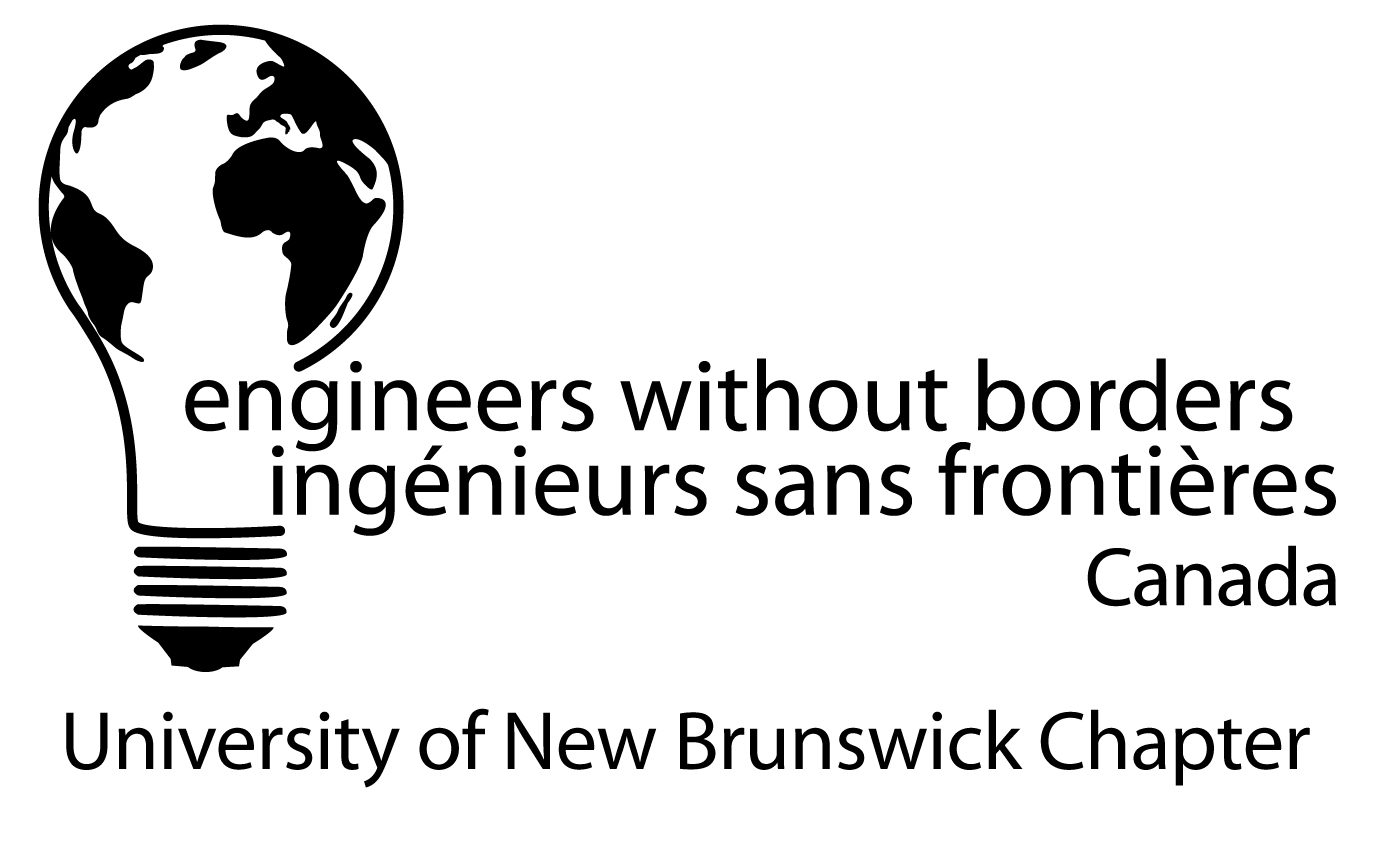 engineers without borders
ingénieurs sans frontières
Canada
University of New Brunswick Chapter